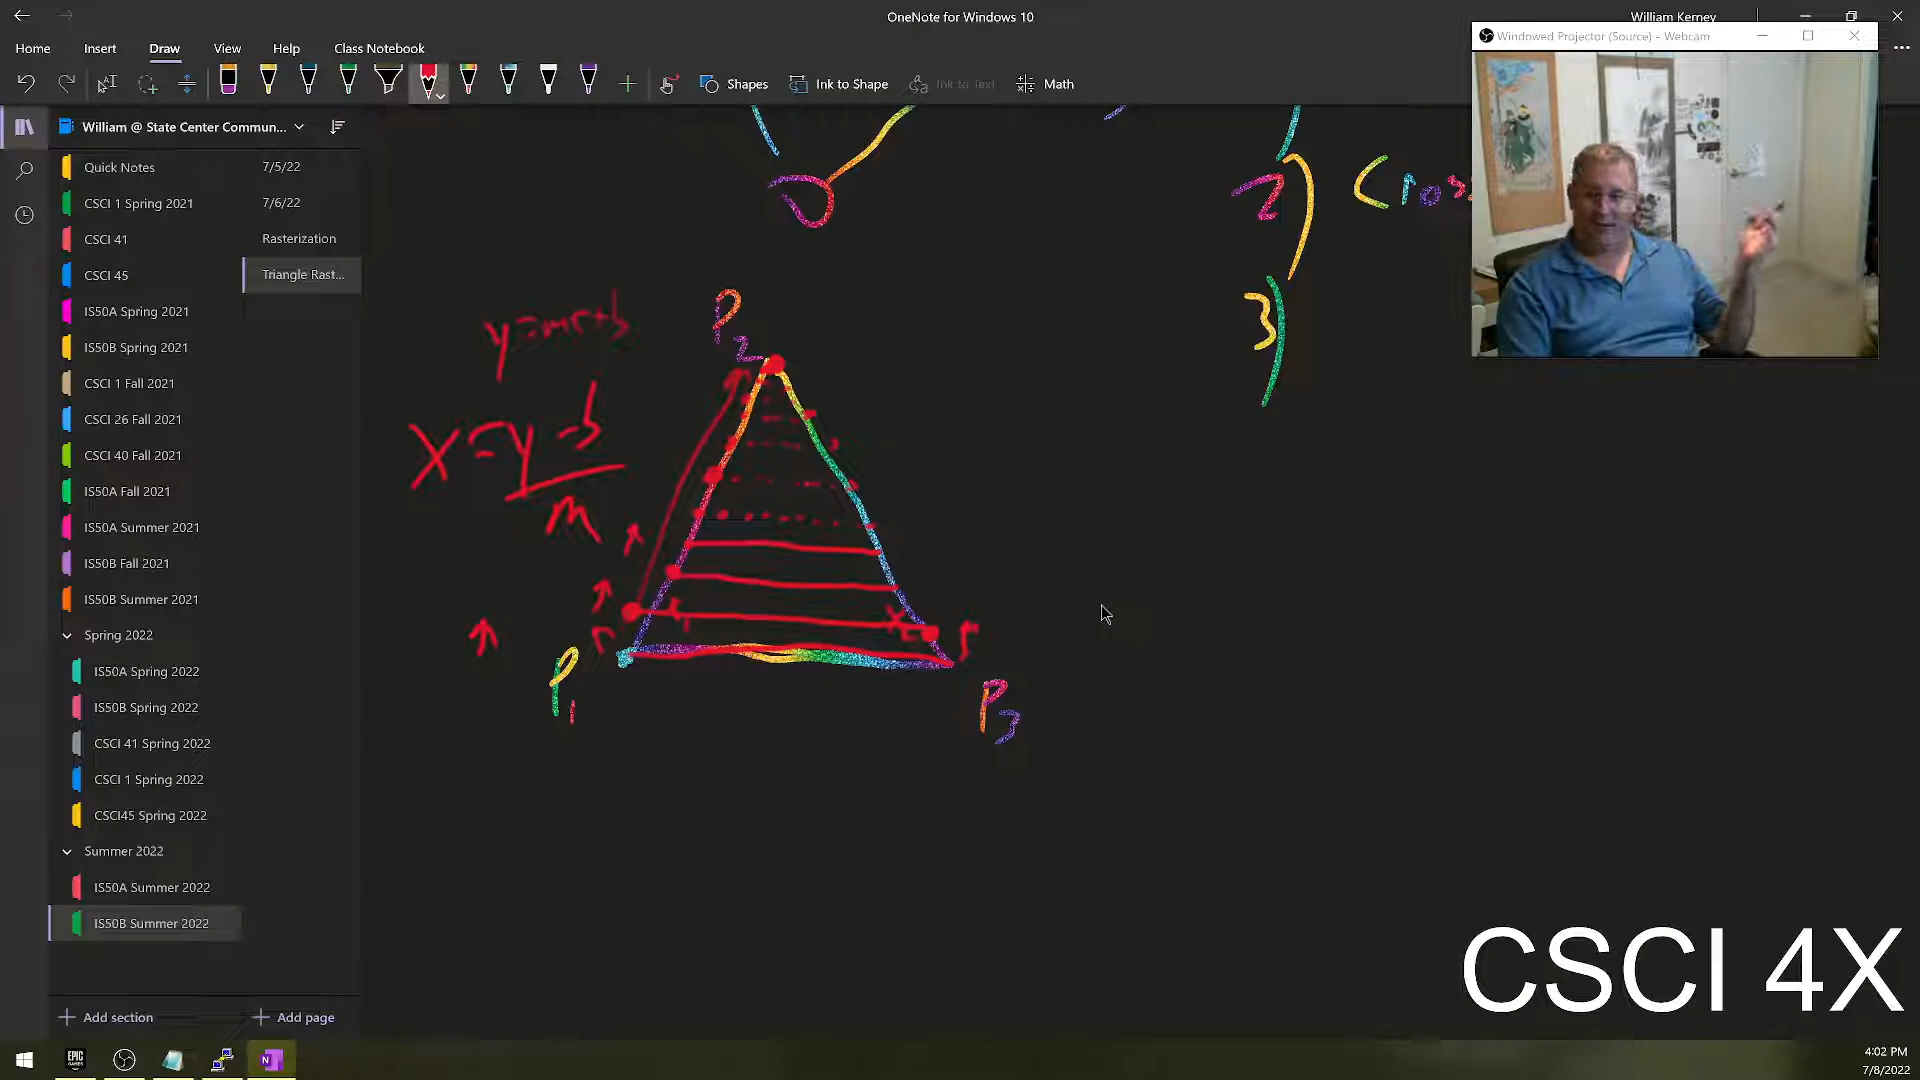 OneNote for Windows 10
William Kerney
Windowed Projector (Source) - Webcam
Home Insert Draw View Help Class Notebook
Shapes Ink to Shape Ink to Text Math
William @ State Center Commun...
Quick Notes
CSCI 1 Spring 2021
CSCI 41
CSCI 45
IS50A Spring 2021
IS50B Spring 2021
CSCI 1 Fall 2021
CSCI 26 Fall 2021
CSCI 40 Fall 2021
IS50A Fall 2021
IS50A Summer 2021
IS50B Fall 2021
IS50B Summer 2021
Spring 2022
IS50A Spring 2022
IS50B Spring 2022
CSCI 41 Spring 2022
CSCI 1 Spring 2022
CSCI45 Spring 2022
Summer 2022
IS50A Summer 2022
IS50B Summer 2022
Add section
7/5/22
7/6/22
Rasterization
Triangle Rast...
Add page
2) Cros
3)
P2
y=mx+b
x=y-b
m
P1
P3
CSCI 4X
EPIC GAMES
N
4:02 PM
7/8/2022